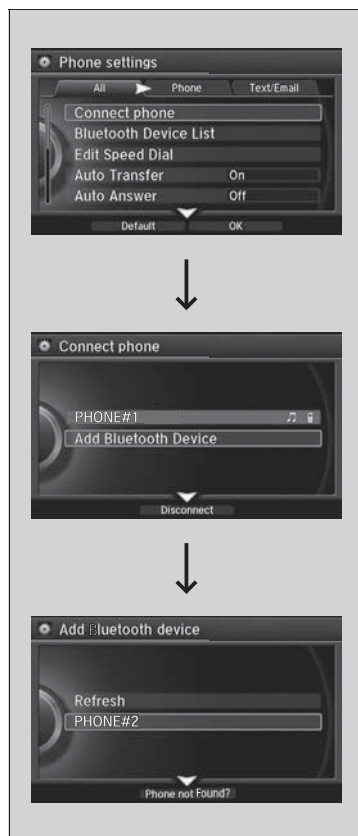 Phone settings
All Phone Text/Email
Connect phone
Bluetooth Device List
Edit Speed Dial
Auto Transfer On
Auto Answer Off
Default OK
Connect phone
PHONE#1
Add Bluetooth Device
Disconnect
Add Bluetooth device
Refresh
PHONE#2
Phone not Found?